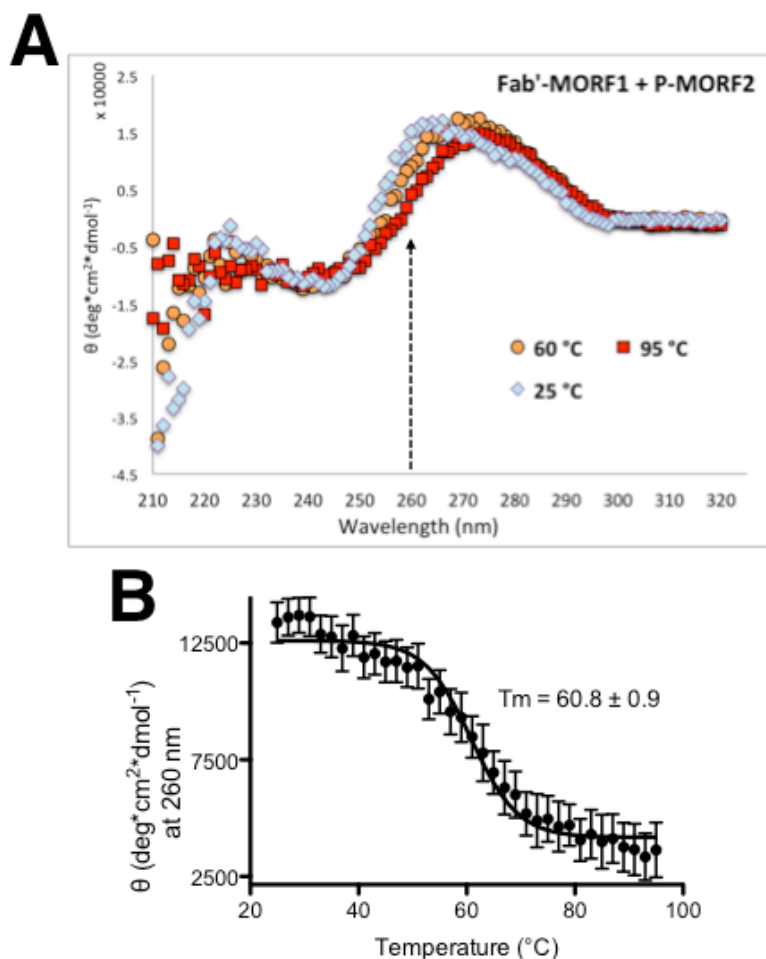 A
x 10000
Fab'-MORF1 + P-MORF2
2.5
1.5
0.5
-0.5
-1.5
-2.5
-3.5
-4.5
θ (deg*cm²*dmol⁻¹)
60 °C
95 °C
25 °C
210 220 230 240 250 260 270 280 290 300 310 320
Wavelength (nm)
B
12500
7500
2500
θ (deg*cm²*dmol⁻¹)
at 260 nm
Tm = 60.8 ± 0.9
20 40 60 80 100
Temperature (°C)